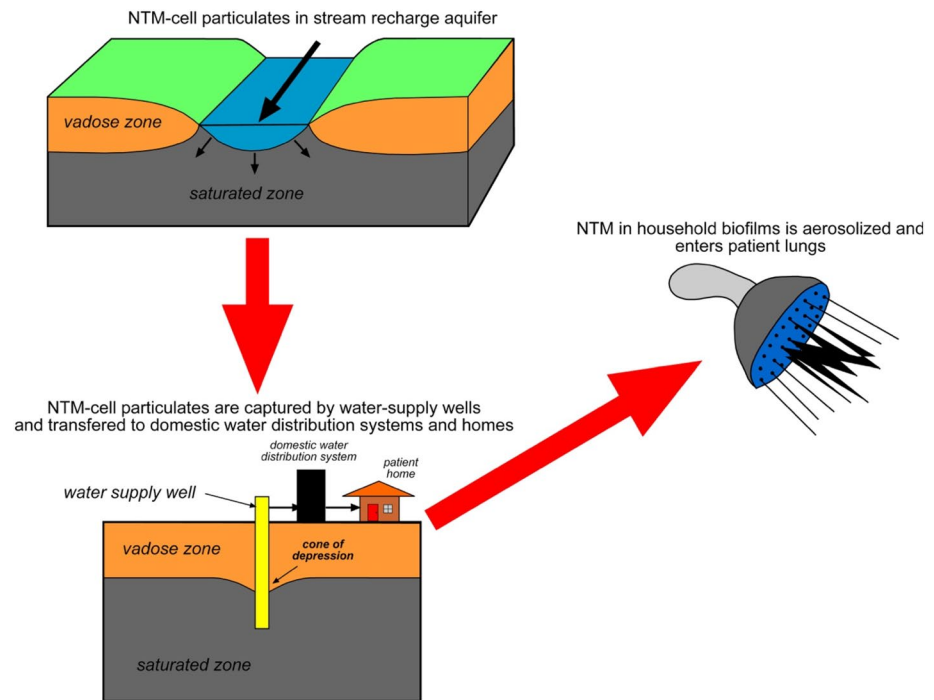 NTM-cell particulates in stream recharge aquifer
vadose zone
saturated zone
NTM in household biofilms is aerosolized and
enters patient lungs
NTM-cell particulates are captured by water-supply wells
and transfered to domestic water distribution systems and homes
domestic water
distribution system
patient
home
water supply well
vadose zone
cone of
depression
saturated zone